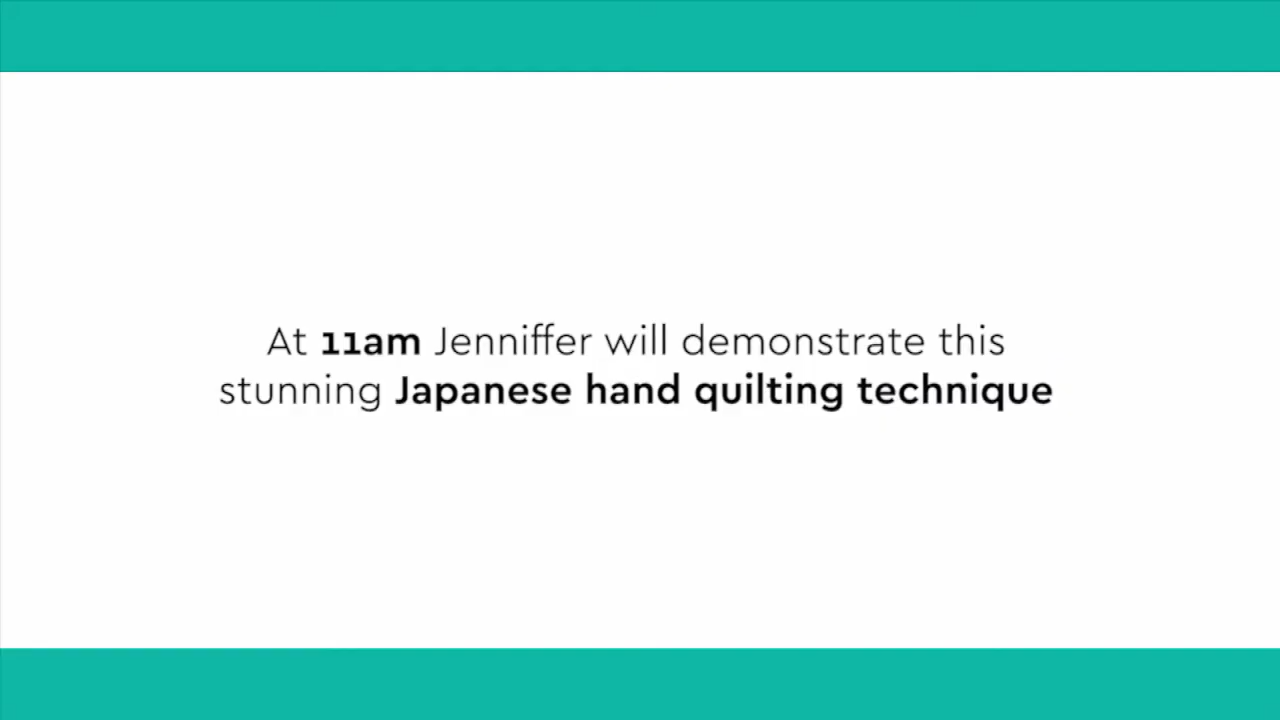 At 11am Jenniffer will demonstrate this
stunning Japanese hand quilting technique